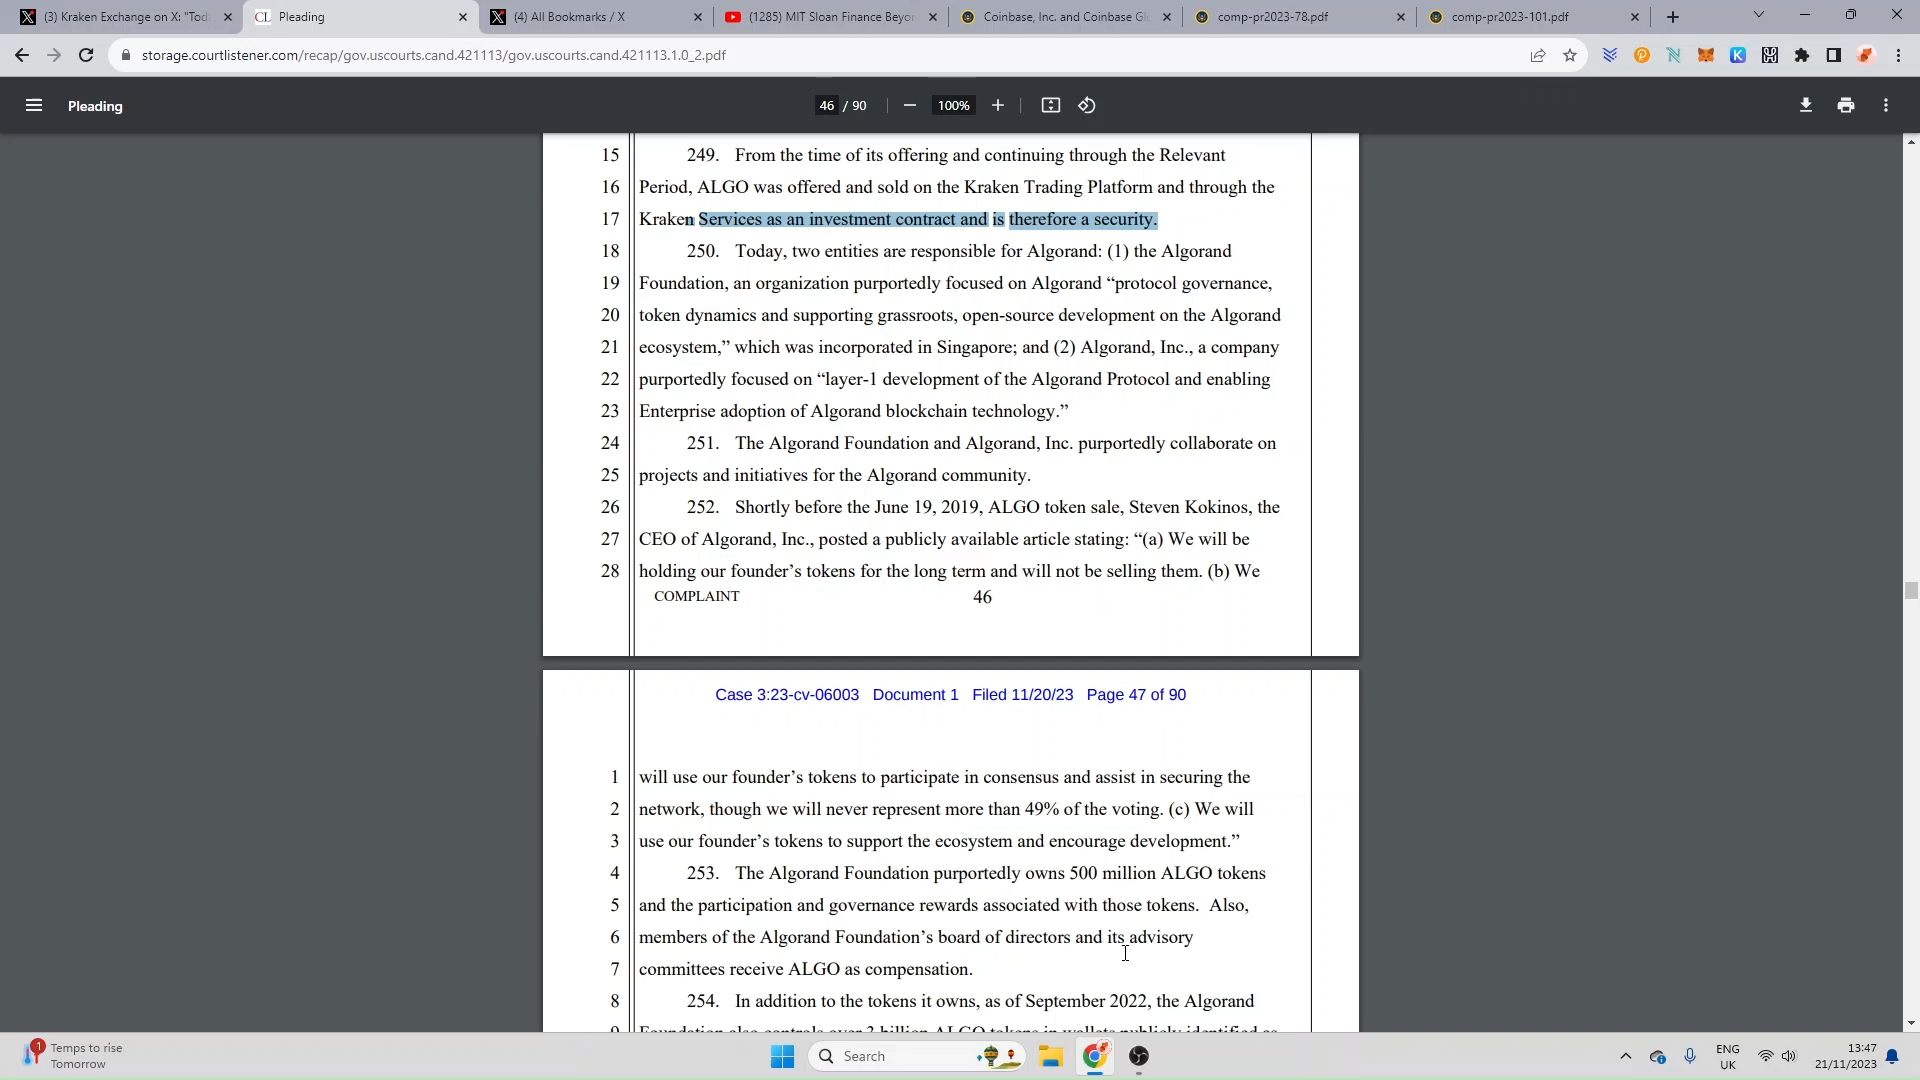 (3) Kraken Exchange on X: "Tod
Pleading
(4) All Bookmarks / X
(1285) MIT Sloan Finance Beyon
Coinbase, Inc. and Coinbase Gl
comp-pr2023-78.pdf
comp-pr2023-101.pdf
storage.courtlistener.com/recap/gov.uscourts.cand.421113/gov.uscourts.cand.421113.1.0_2.pdf
Pleading
46 / 90
100%
15 249. From the time of its offering and continuing through the Relevant
16 Period, ALGO was offered and sold on the Kraken Trading Platform and through the
17 Kraken Services as an investment contract and is therefore a security.
18 250. Today, two entities are responsible for Algorand: (1) the Algorand
19 Foundation, an organization purportedly focused on Algorand “protocol governance,
20 token dynamics and supporting grassroots, open-source development on the Algorand
21 ecosystem,” which was incorporated in Singapore; and (2) Algorand, Inc., a company
22 purportedly focused on “layer-1 development of the Algorand Protocol and enabling
23 Enterprise adoption of Algorand blockchain technology.”
24 251. The Algorand Foundation and Algorand, Inc. purportedly collaborate on
25 projects and initiatives for the Algorand community.
26 252. Shortly before the June 19, 2019, ALGO token sale, Steven Kokinos, the
27 CEO of Algorand, Inc., posted a publicly available article stating: “(a) We will be
28 holding our founder’s tokens for the long term and will not be selling them. (b) We
COMPLAINT 46
Case 3:23-cv-06003 Document 1 Filed 11/20/23 Page 47 of 90
1 will use our founder’s tokens to participate in consensus and assist in securing the
2 network, though we will never represent more than 49% of the voting. (c) We will
3 use our founder’s tokens to support the ecosystem and encourage development.”
4 253. The Algorand Foundation purportedly owns 500 million ALGO tokens
5 and the participation and governance rewards associated with those tokens. Also,
6 members of the Algorand Foundation’s board of directors and its advisory
7 committees receive ALGO as compensation.
8 254. In addition to the tokens it owns, as of September 2022, the Algorand
9 Foundation also controls over 3 billion ALGO tokens in wallets publicly identified as
1
Temps to rise
Tomorrow
Search
ENG
UK
13:47
21/11/2023